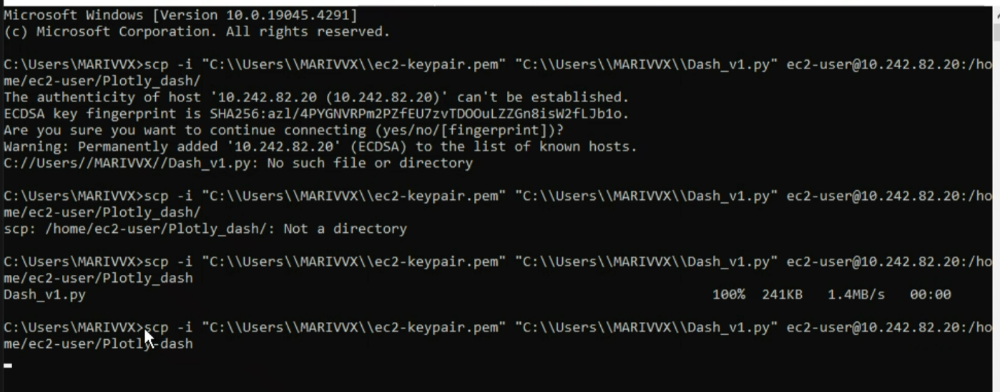 Microsoft Windows [Version 10.0.19045.4291]
(c) Microsoft Corporation. All rights reserved.
C:\Users\MARIVVX>scp -i "C:\\Users\\MARIVVX\\ec2-keypair.pem" "C:\\Users\\MARIVVX\\Dash_v1.py" ec2-user@10.242.82.20:/ho
me/ec2-user/Plotly_dash/
The authenticity of host '10.242.82.20 (10.242.82.20)' can't be established.
ECDSA key fingerprint is SHA256:azl/4PYGNVRPm2PZfEU7zvTDOOuLZZGn8isW2fLJb1o.
Are you sure you want to continue connecting (yes/no/[fingerprint])?
Warning: Permanently added '10.242.82.20' (ECDSA) to the list of known hosts.
C://Users//MARIVVX//Dash_v1.py: No such file or directory
C:\Users\MARIVVX>scp -i "C:\\Users\\MARIVVX\\ec2-keypair.pem" "C:\\Users\\MARIVVX\\Dash_v1.py" ec2-user@10.242.82.20:/ho
me/ec2-user/Plotly_dash/
scp: /home/ec2-user/Plotly_dash/: Not a directory
C:\Users\MARIVVX>scp -i "C:\\Users\\MARIVVX\\ec2-keypair.pem" "C:\\Users\\MARIVVX\\Dash_v1.py" ec2-user@10.242.82.20:/ho
me/ec2-user/Plotly_dash
Dash_v1.py 100% 241KB 1.4MB/s 00:00
C:\Users\MARIVVX>scp -i "C:\\Users\\MARIVVX\\ec2-keypair.pem" "C:\\Users\\MARIVVX\\Dash_v1.py" ec2-user@10.242.82.20:/ho
me/ec2-user/Plotly-dash